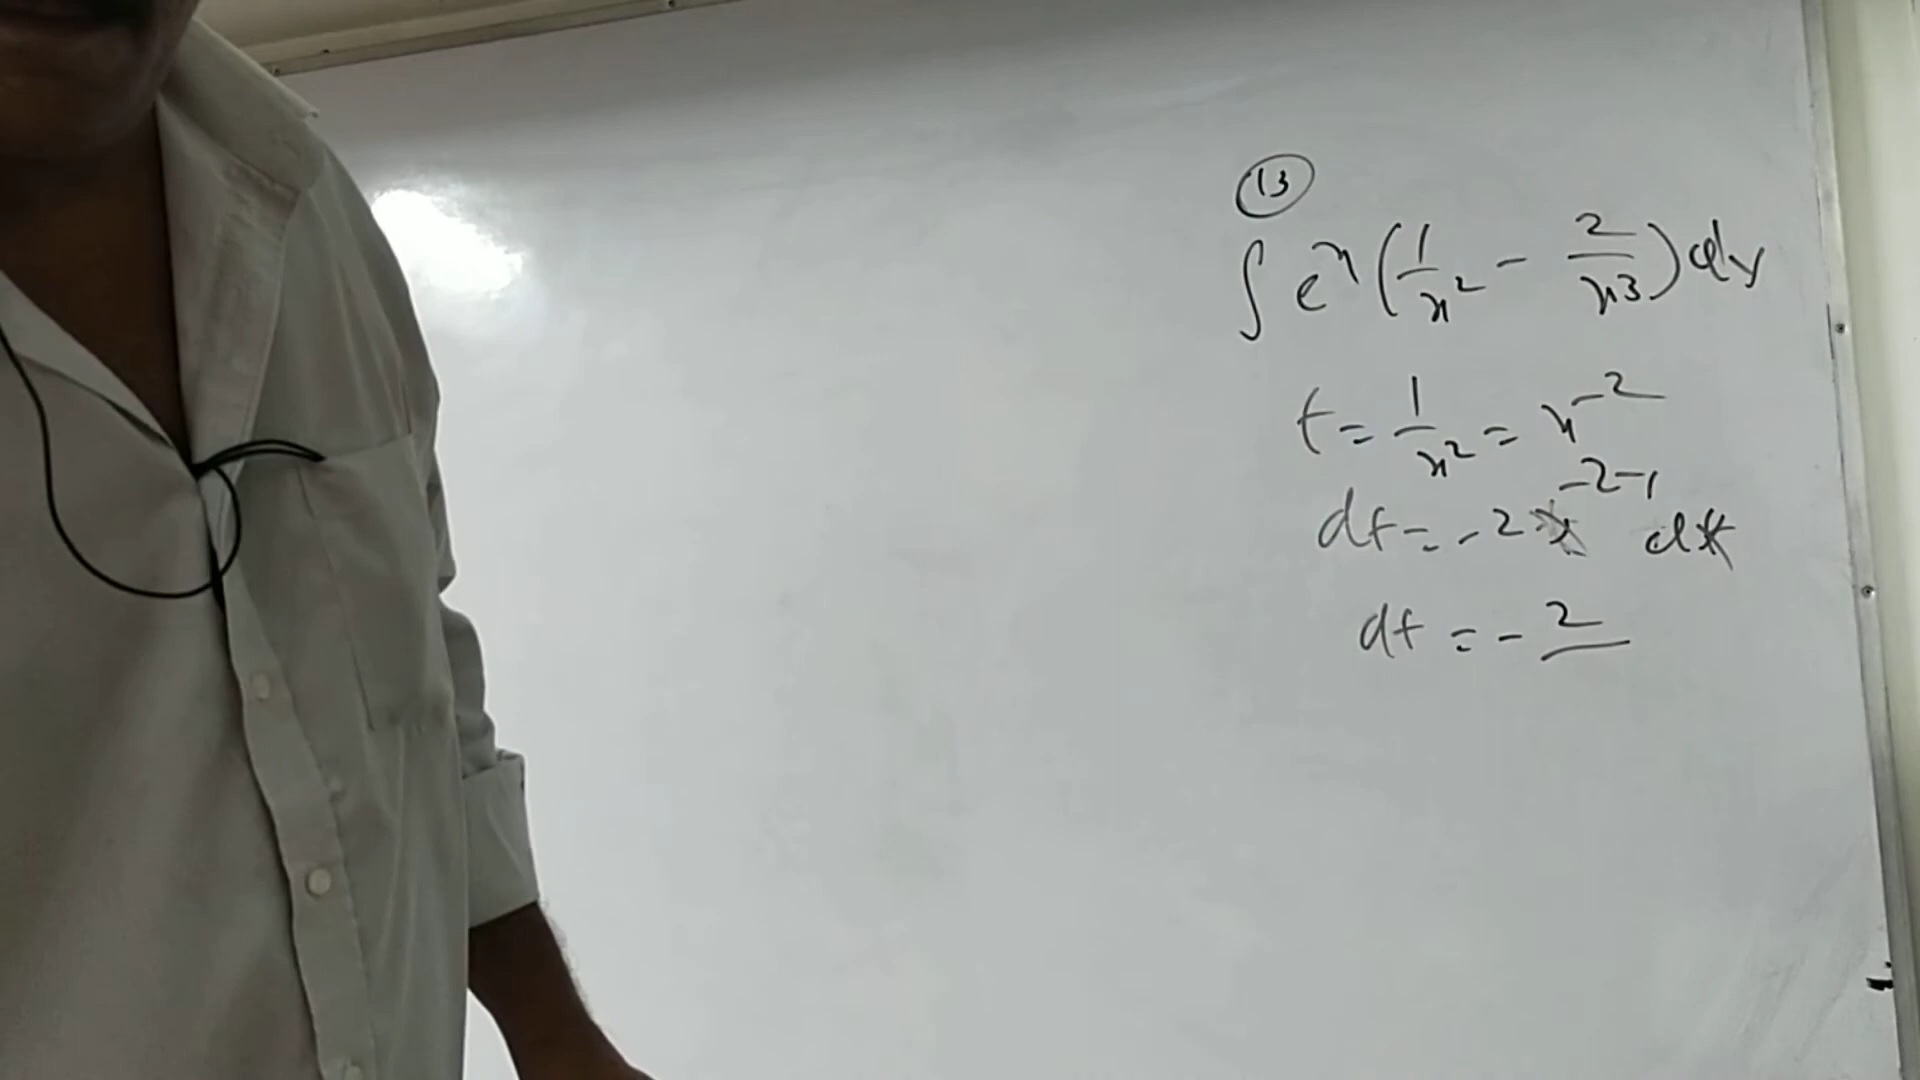 13
∫ eˣ (1/x² - 2/x³) dx
t = 1/x² = x⁻²
dt = -2x⁻²⁻¹ dx
dt = - 2